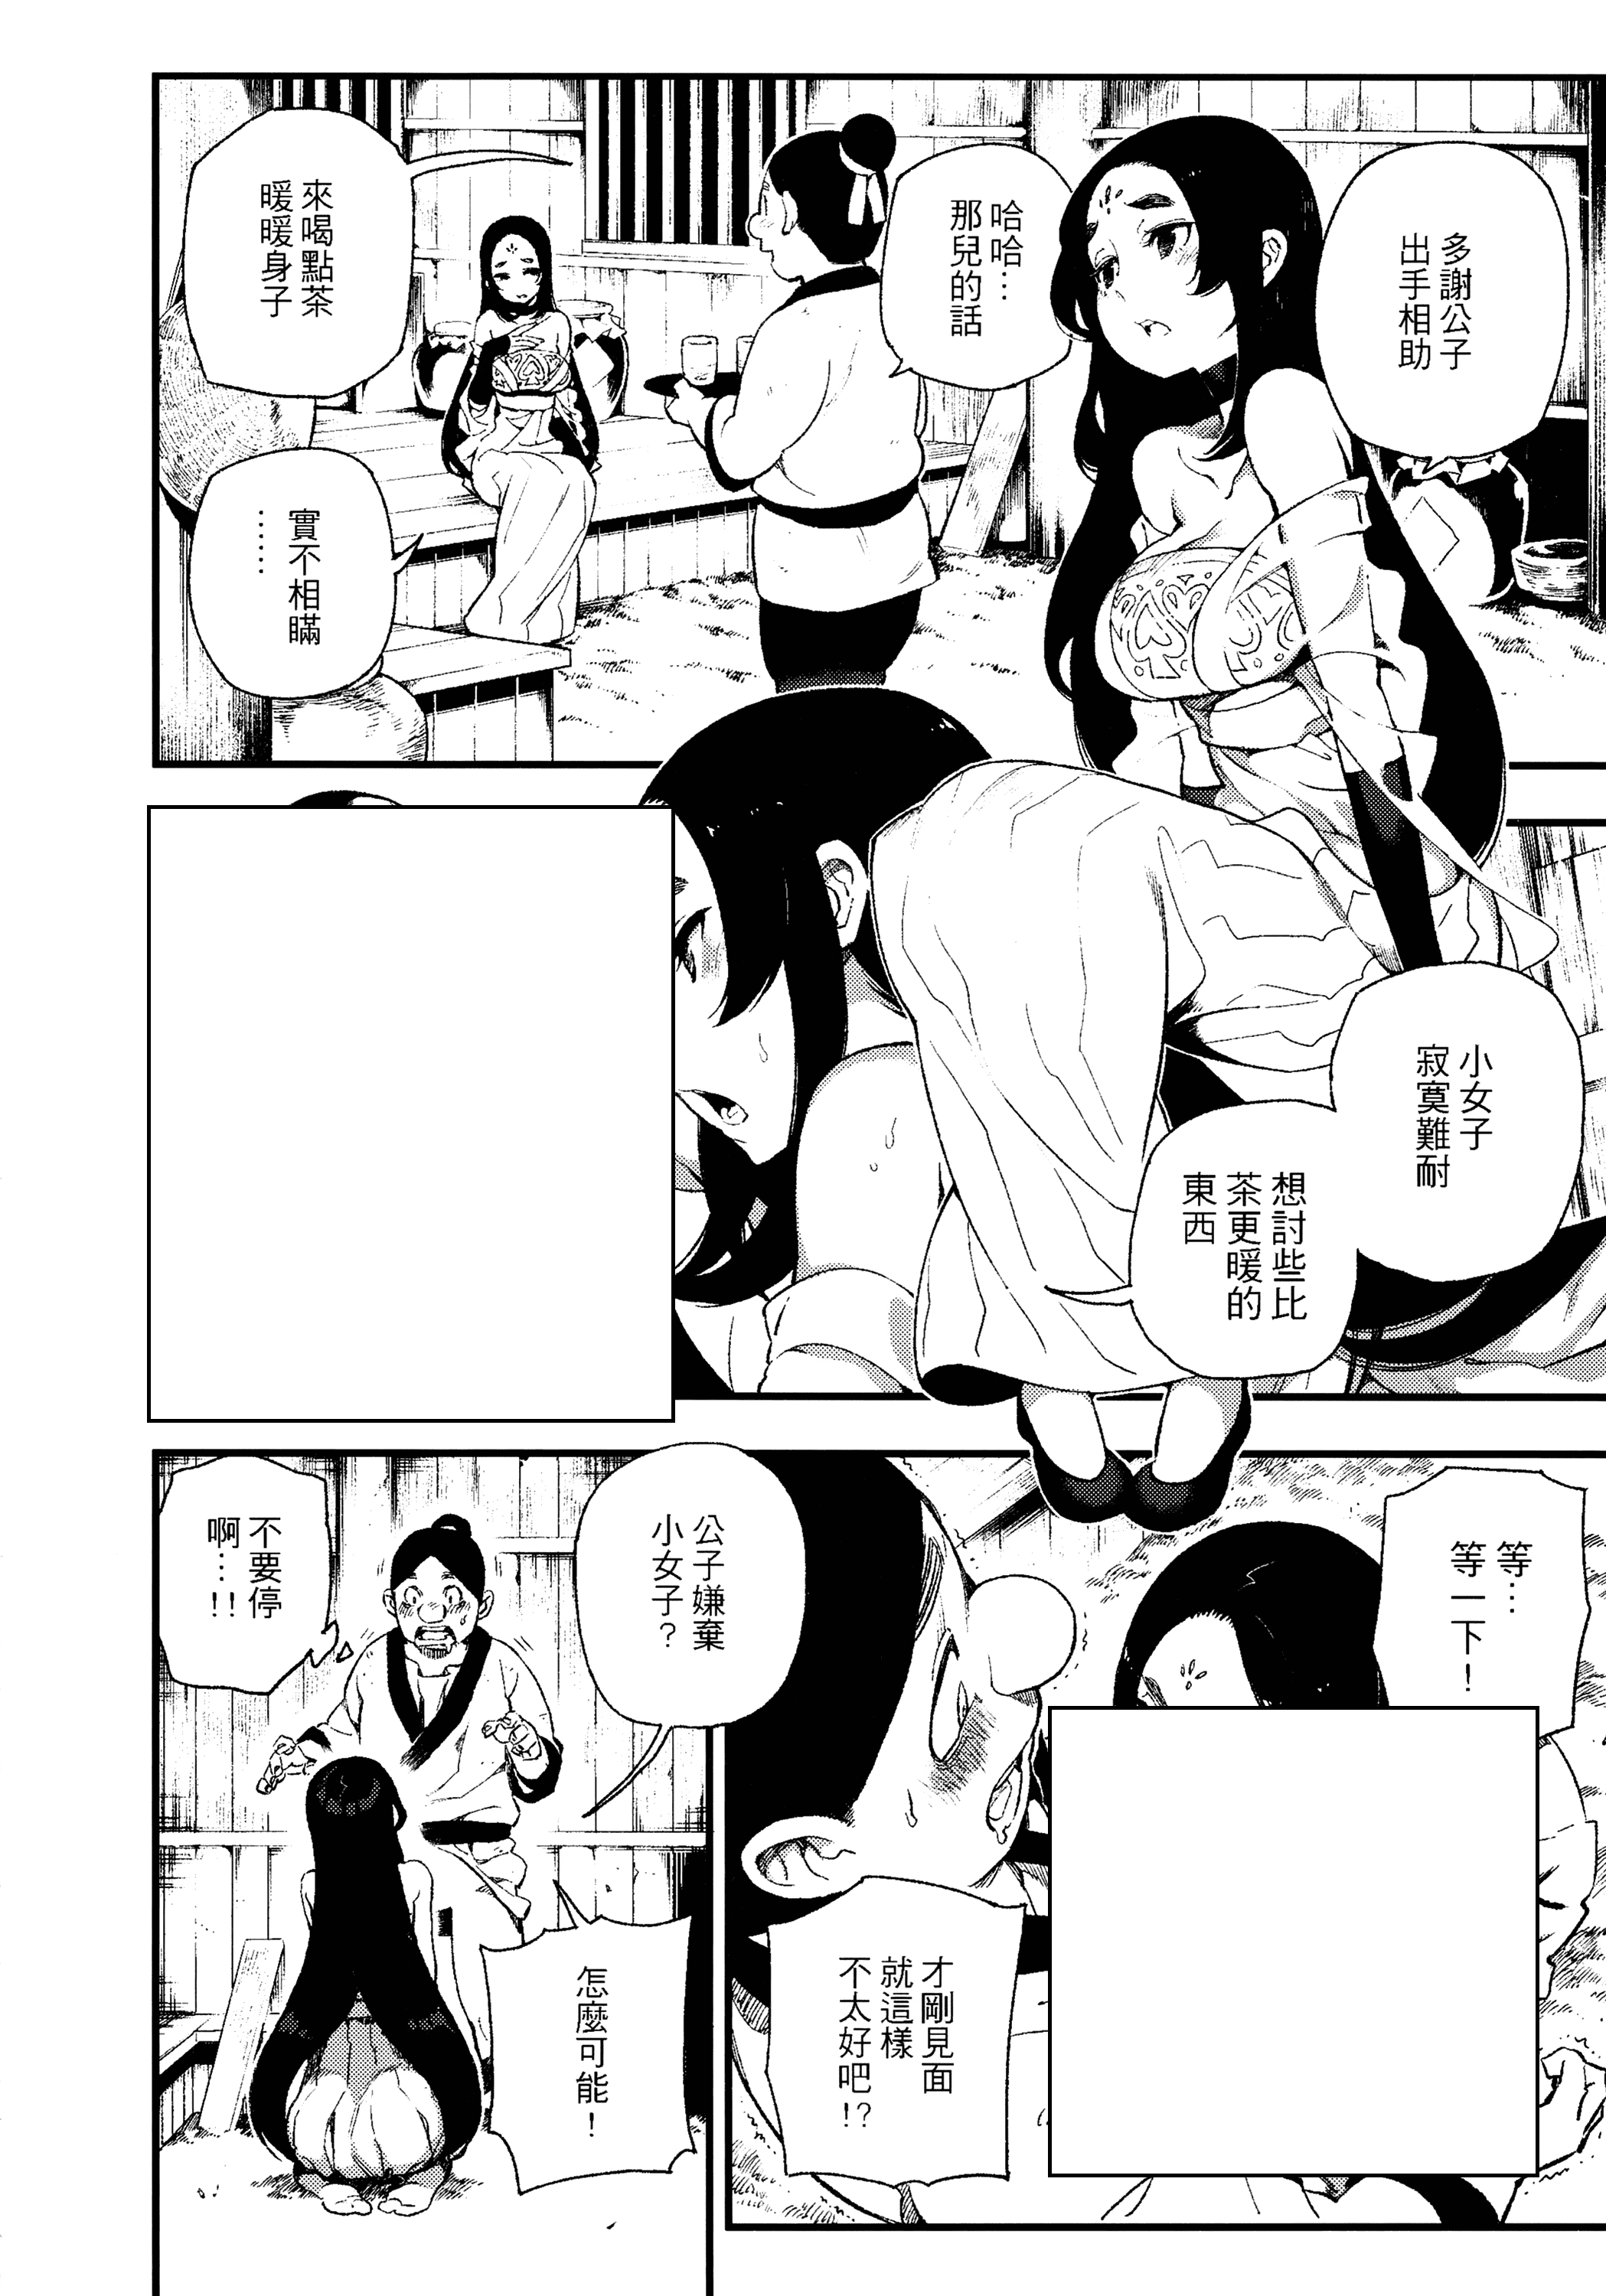 多謝公子
出手相助
哈哈…
那兒的話
來喝點茶
暖暖身子
實不相瞞
……
小女子
寂寞難耐
想討些比
茶更暖的
東西
等…
等一下！
才剛見面
就這樣
不太好吧!?
公子嫌棄
小女子？
怎麼可能！
不要停
啊…!!